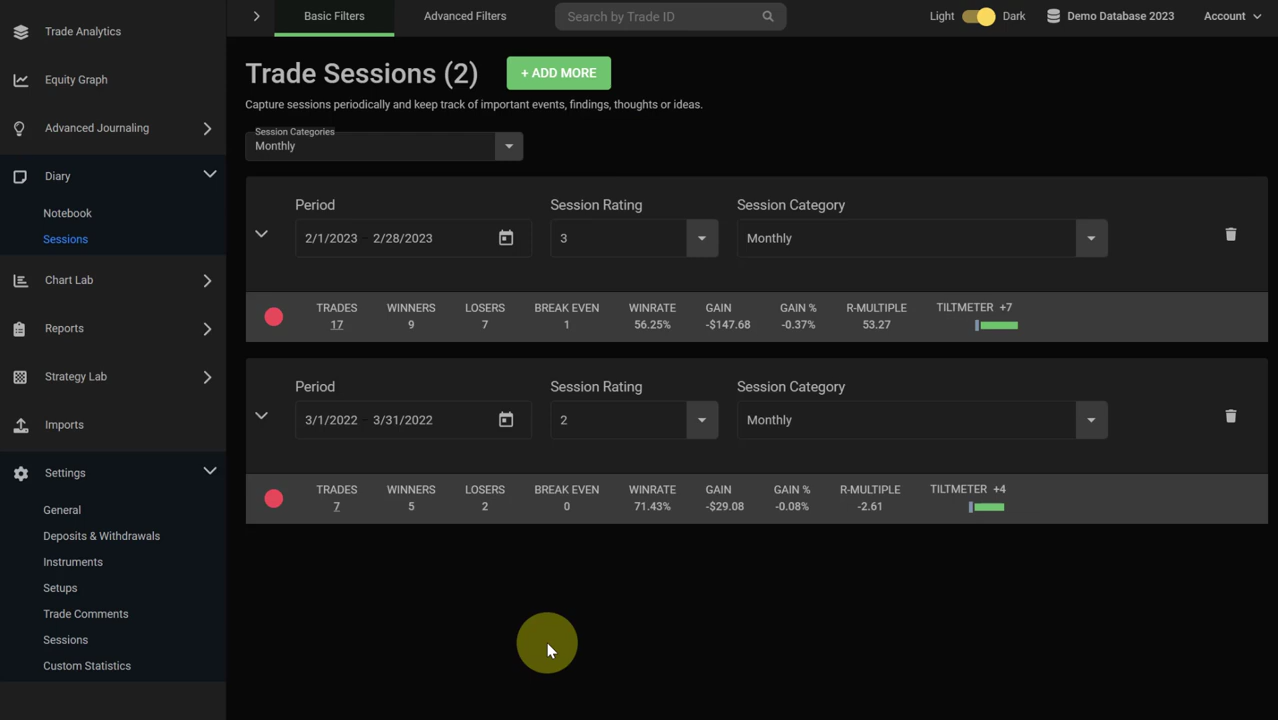 Trade Analytics
Equity Graph
Advanced Journaling
Diary
Notebook
Sessions
Chart Lab
Reports
Strategy Lab
Imports
Settings
General
Deposits & Withdrawals
Instruments
Setups
Trade Comments
Sessions
Custom Statistics
Basic Filters Advanced Filters Search by Trade ID Light Dark Demo Database 2023 Account
Trade Sessions (2) + ADD MORE
Capture sessions periodically and keep track of important events, findings, thoughts or ideas.
Session Categories
Monthly
Period Session Rating Session Category
2/1/2023 - 2/28/2023 3 Monthly
TRADES WINNERS LOSERS BREAK EVEN WINRATE GAIN GAIN % R-MULTIPLE TILTMETER +7
17 9 7 1 56.25% -$147.68 -0.37% 53.27
Period Session Rating Session Category
3/1/2022 - 3/31/2022 2 Monthly
TRADES WINNERS LOSERS BREAK EVEN WINRATE GAIN GAIN % R-MULTIPLE TILTMETER +4
7 5 2 0 71.43% -$29.08 -0.08% -2.61